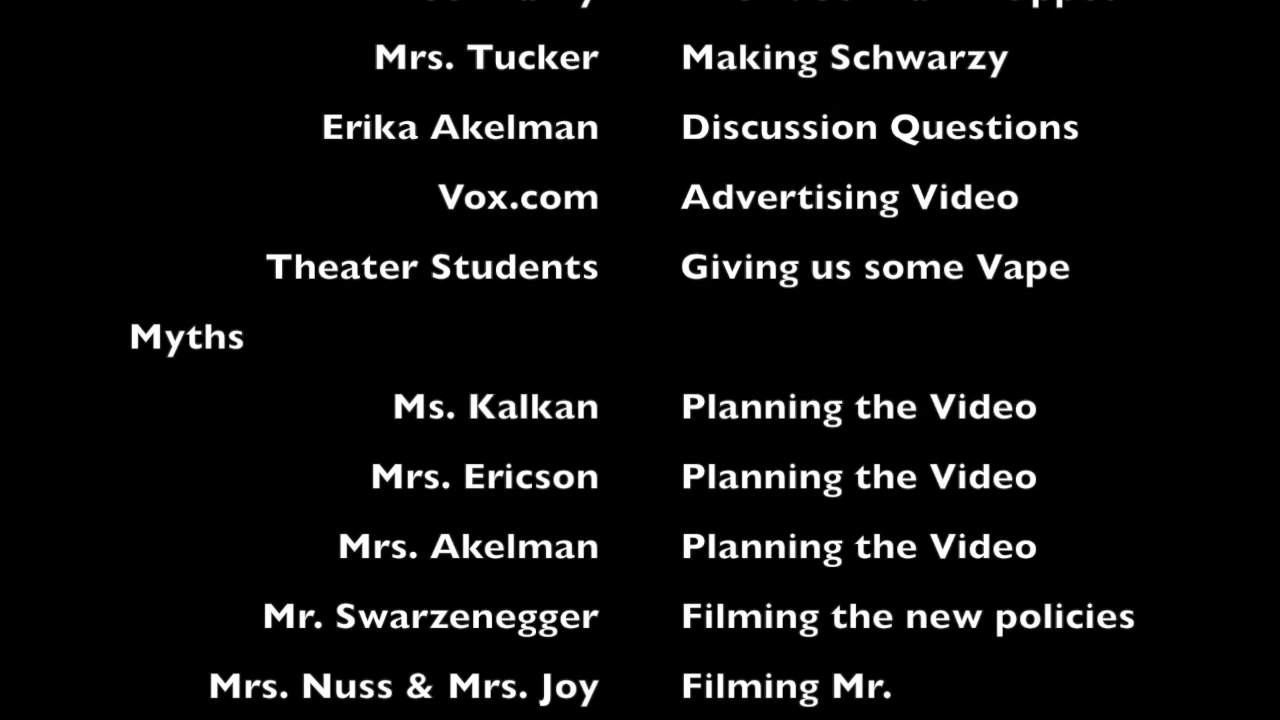 Mrs. Tucker Making Schwarzy
Erika Akelman Discussion Questions
Vox.com Advertising Video
Theater Students Giving us some Vape
Myths
Ms. Kalkan Planning the Video
Mrs. Ericson Planning the Video
Mrs. Akelman Planning the Video
Mr. Swarzenegger Filming the new policies
Mrs. Nuss & Mrs. Joy Filming Mr.